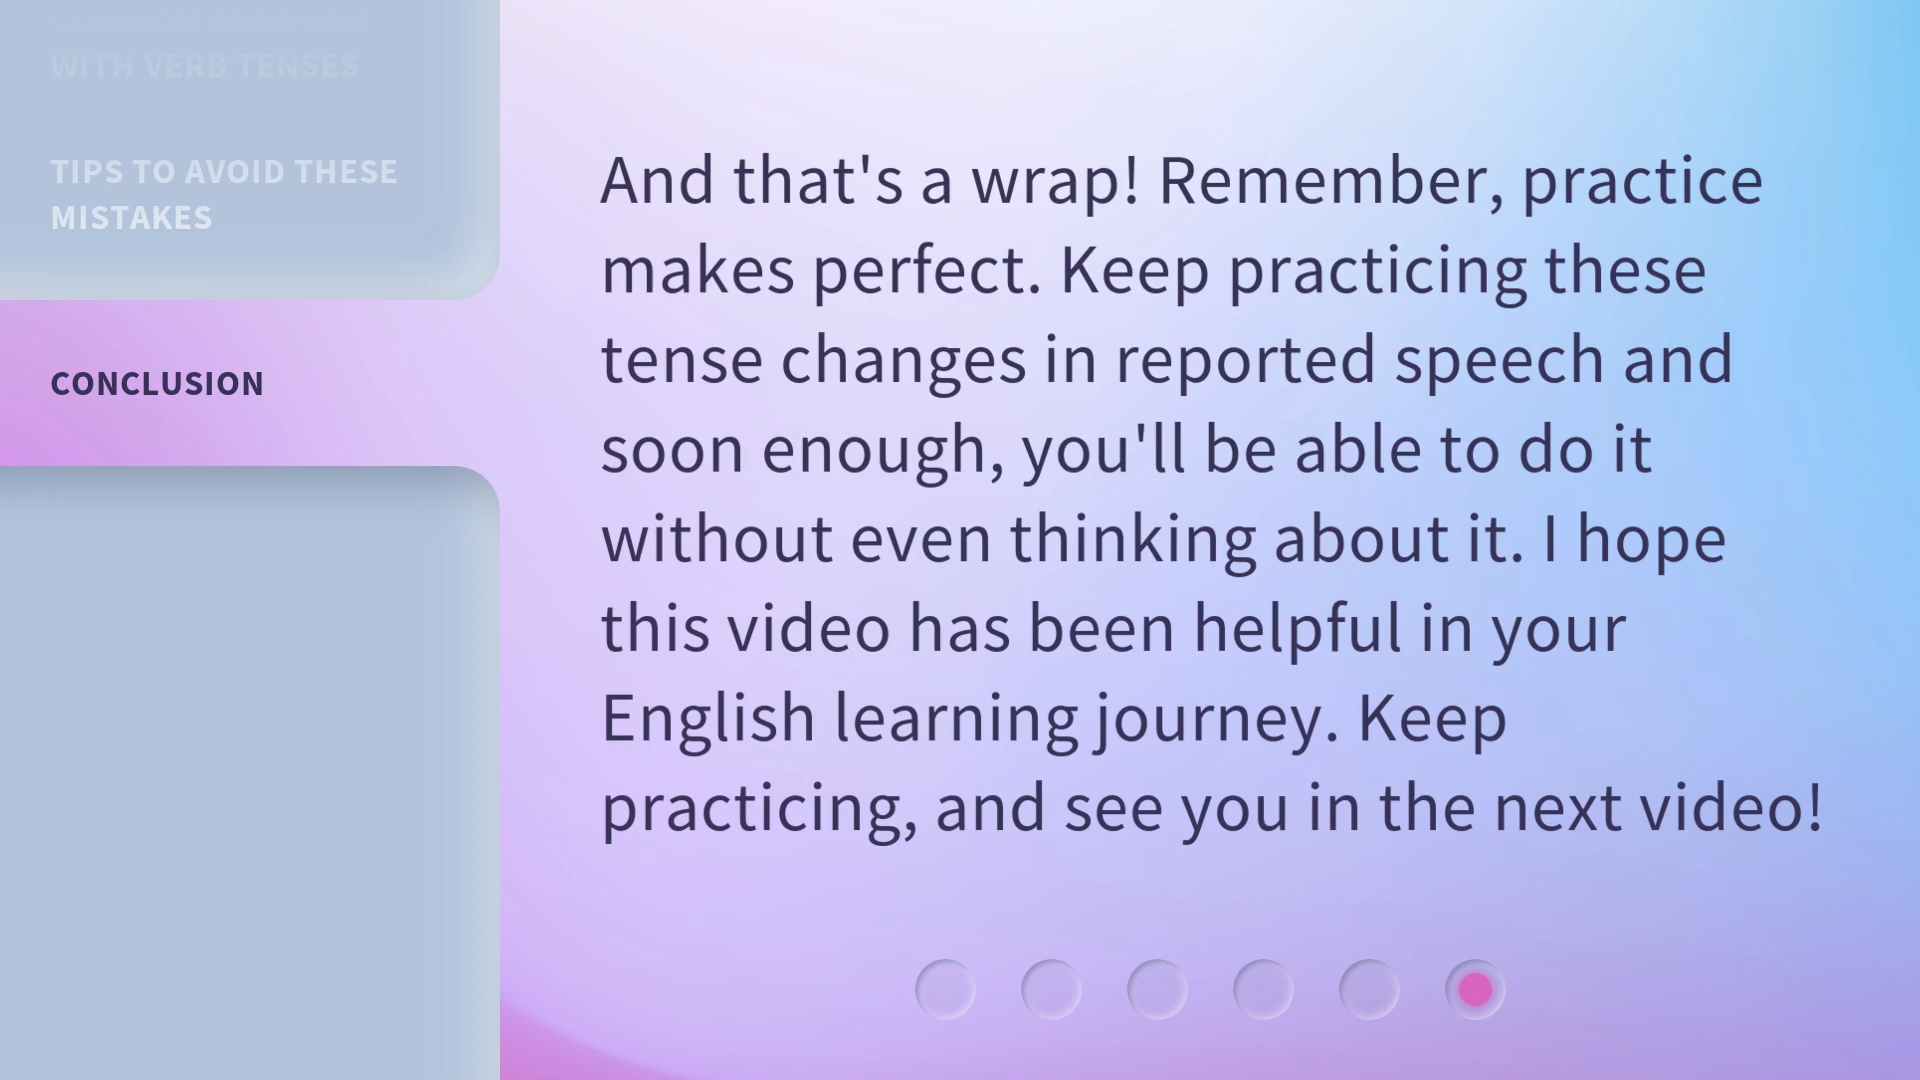 WITH VERB TENSES
TIPS TO AVOID THESE
MISTAKES
CONCLUSION
And that's a wrap! Remember, practice
makes perfect. Keep practicing these
tense changes in reported speech and
soon enough, you'll be able to do it
without even thinking about it. I hope
this video has been helpful in your
English learning journey. Keep
practicing, and see you in the next video!